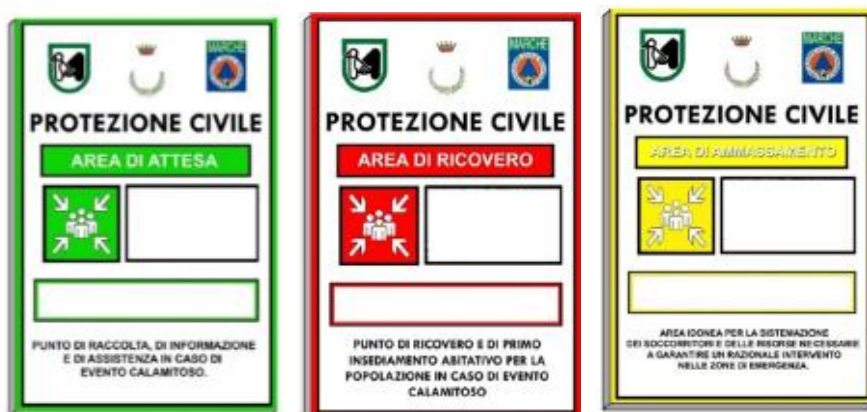 MARCHE
PROTEZIONE CIVILE
AREA DI ATTESA
PUNTO DI RACCOLTA, DI INFORMAZIONE
E DI ASSISTENZA IN CASO DI
EVENTO CALAMITOSO.
MARCHE
PROTEZIONE CIVILE
AREA DI RICOVERO
PUNTO DI RICOVERO E DI PRIMO
INSEDIAMENTO ABITATIVO PER LA
POPOLAZIONE IN CASO DI EVENTO
CALAMITOSO
MARCHE
PROTEZIONE CIVILE
AREA DI AMMASSAMENTO
AREA IDONEA PER LA SISTEMAZIONE
DEI SOCCORRITORI E DELLE RISORSE NECESSARIE
A GARANTIRE UN RAZIONALE INTERVENTO
NELLE ZONE DI EMERGENZA.